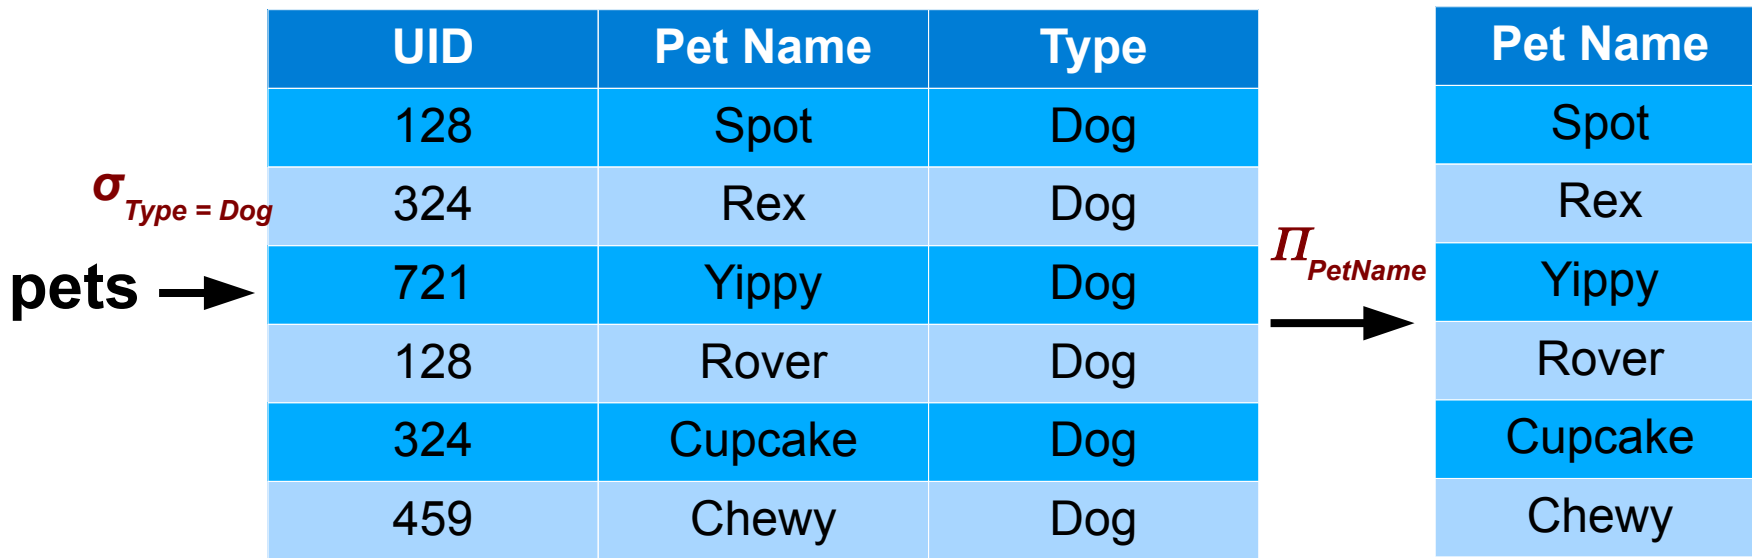 UID Pet Name Type
128 Spot Dog
324 Rex Dog
721 Yippy Dog
128 Rover Dog
324 Cupcake Dog
459 Chewy Dog
σ Type = Dog
pets
Π PetName
Pet Name
Spot
Rex
Yippy
Rover
Cupcake
Chewy